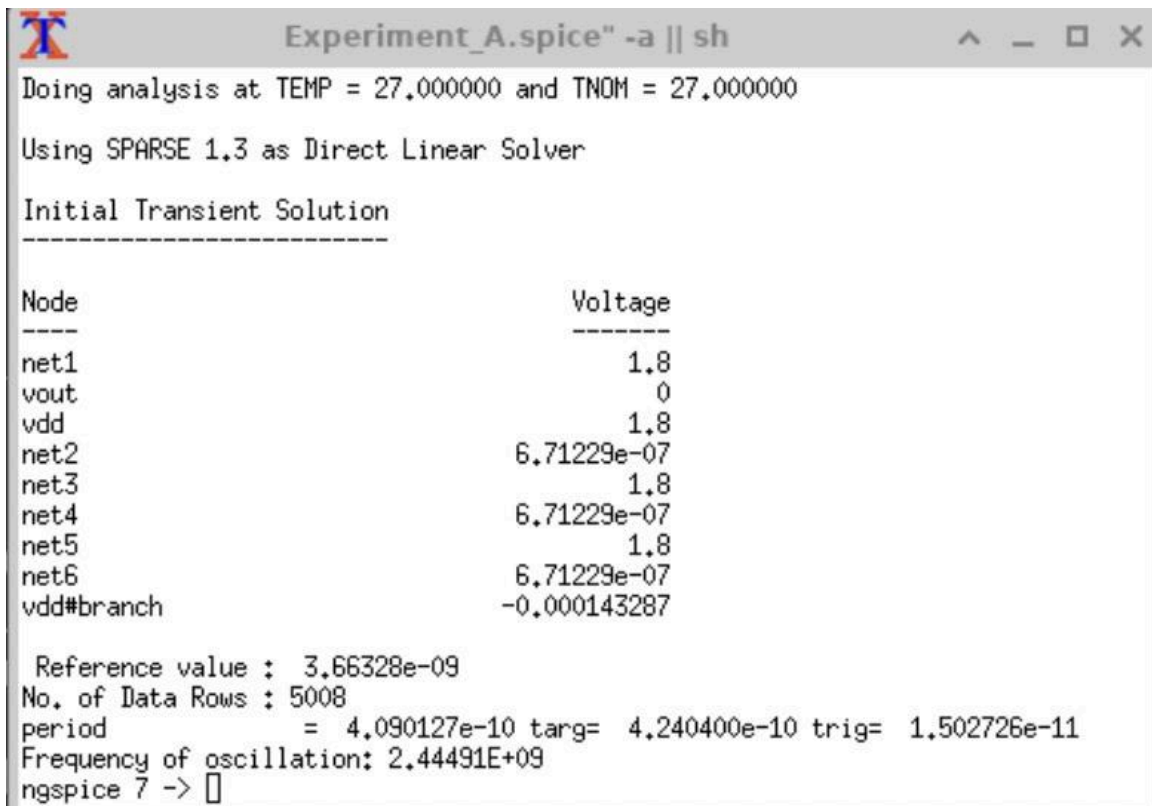 Experiment_A.spice" -a || sh
Doing analysis at TEMP = 27.000000 and TNOM = 27.000000
Using SPARSE 1.3 as Direct Linear Solver
Initial Transient Solution
--------------------------
Node Voltage
---- -------
net1 1.8
vout 0
vdd 1.8
net2 6.71229e-07
net3 1.8
net4 6.71229e-07
net5 1.8
net6 6.71229e-07
vdd#branch -0.000143287
Reference value : 3.66328e-09
No. of Data Rows : 5008
period = 4.090127e-10 targ= 4.240400e-10 trig= 1.502726e-11
Frequency of oscillation: 2.44491E+09
ngspice 7 ->